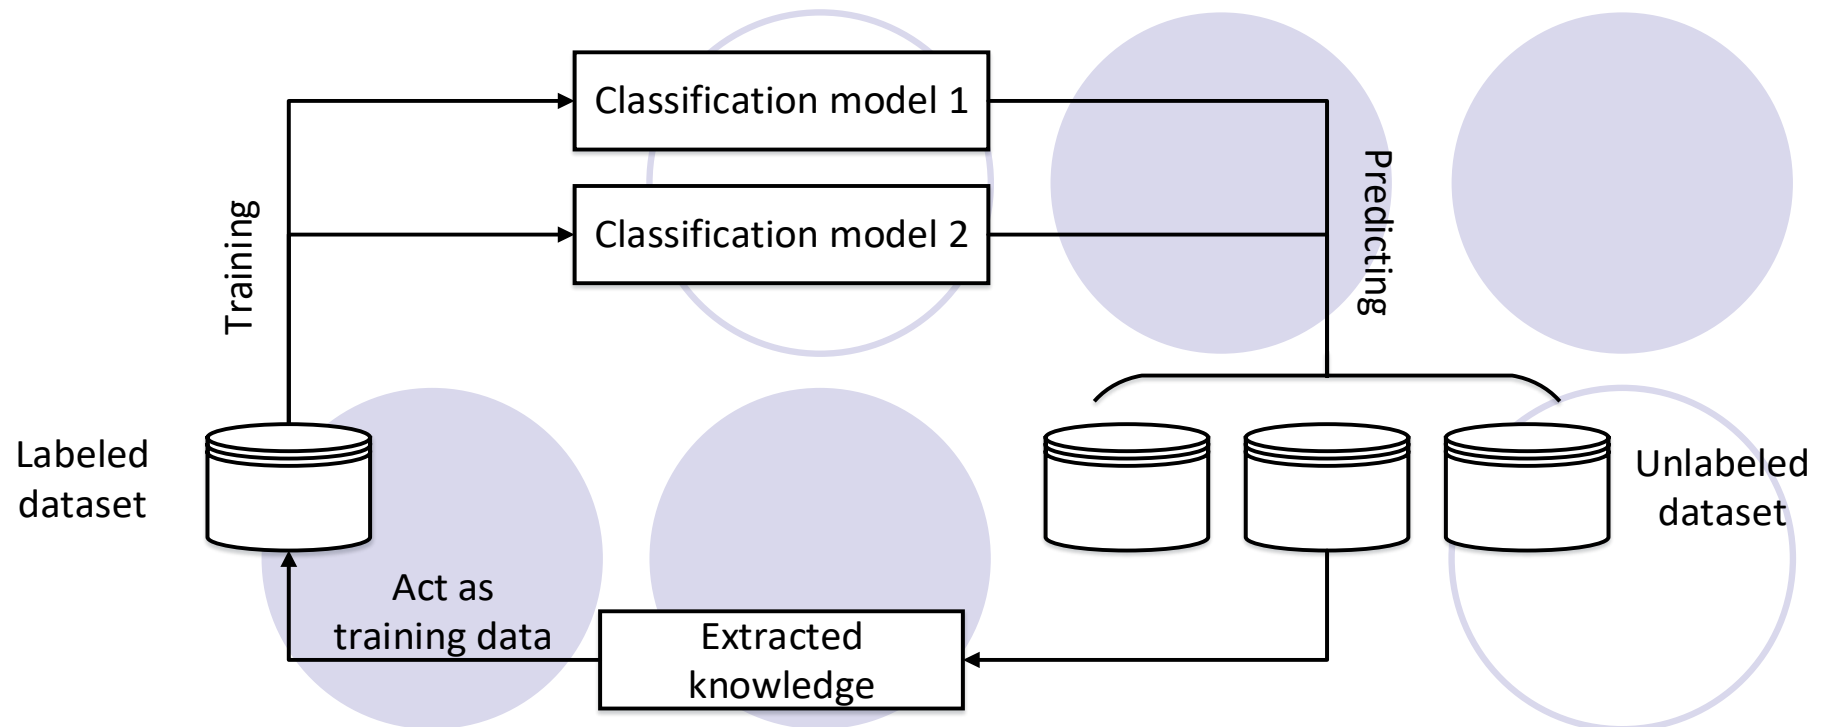 Classification model 1
Classification model 2
Training
Predicting
Labeled
dataset
Unlabeled
dataset
Act as
training data
Extracted
knowledge